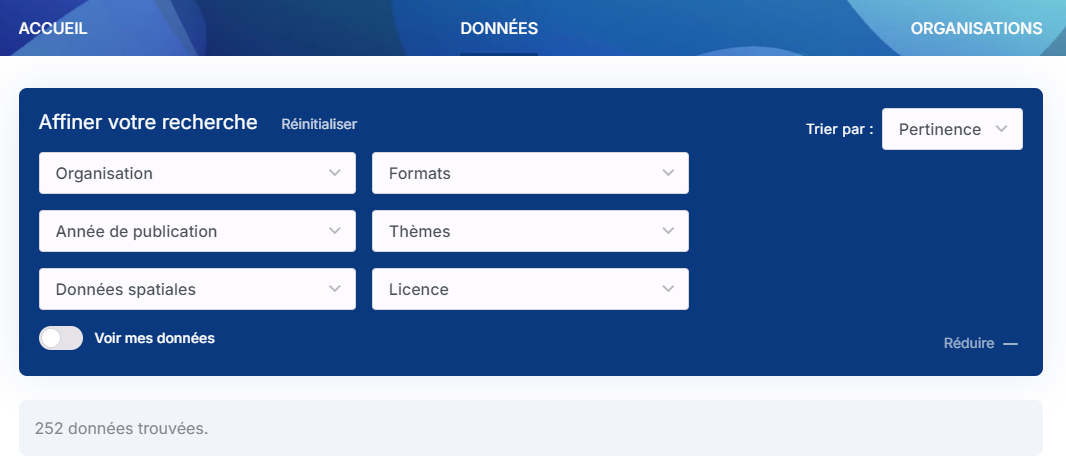 ACCUEIL DONNÉES ORGANISATIONS
Affiner votre recherche Réinitialiser Trier par : Pertinence
Organisation Formats
Année de publication Thèmes
Données spatiales Licence
Voir mes données Réduire
252 données trouvées.